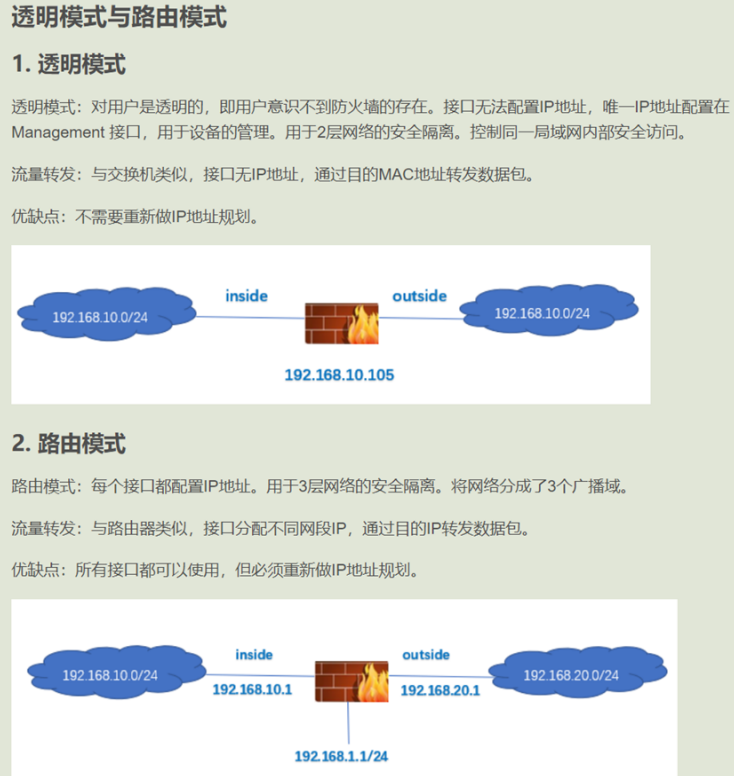 透明模式与路由模式
1. 透明模式
透明模式：对用户是透明的，即用户意识不到防火墙的存在。接口无法配置IP地址，唯一IP地址配置在
Management 接口，用于设备的管理。用于2层网络的安全隔离。控制同一局域网内部安全访问。
流量转发：与交换机类似，接口无IP地址，通过目的MAC地址转发数据包。
优缺点：不需要重新做IP地址规划。
inside outside
192.168.10.0/24 192.168.10.0/24
192.168.10.105
2. 路由模式
路由模式：每个接口都配置IP地址。用于3层网络的安全隔离。将网络分成了3个广播域。
流量转发：与路由器类似，接口分配不同网段IP，通过目的IP转发数据包。
优缺点：所有接口都可以使用，但必须重新做IP地址规划。
inside outside
192.168.10.0/24 192.168.20.0/24
192.168.10.1 192.168.20.1
192.168.1.1/24